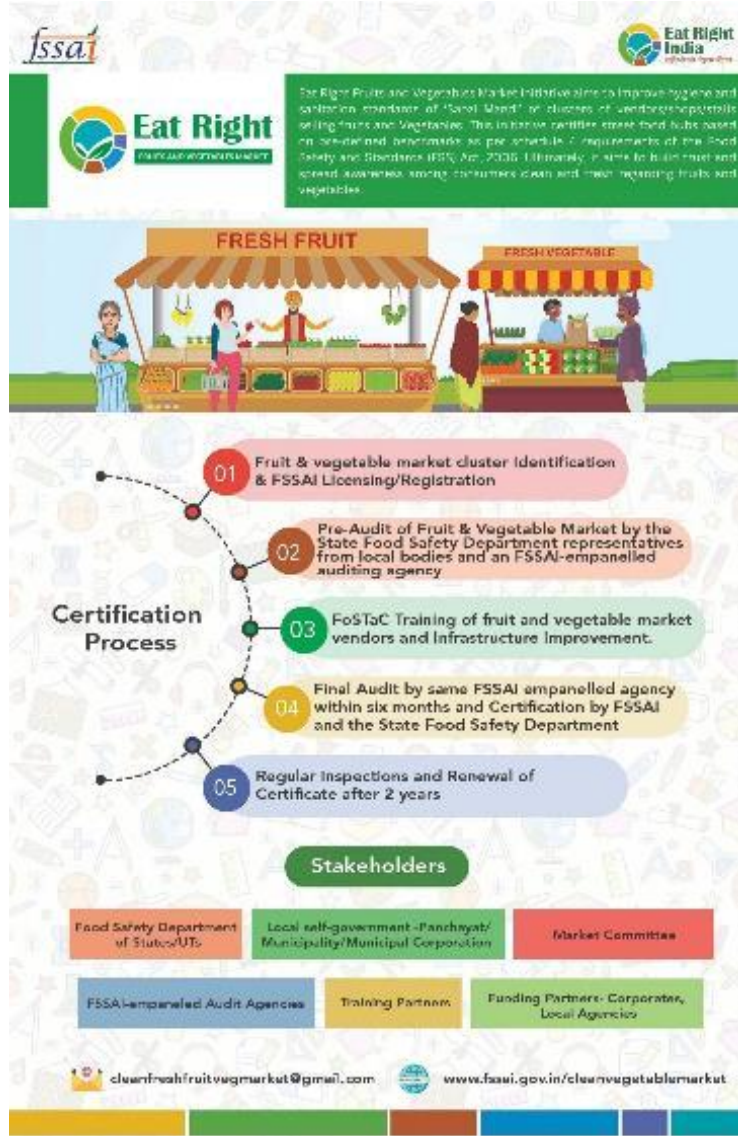 fssai
Eat Right
India
Eat Right
FRUITS AND VEGETABLES MARKET
Eat Right Fruits and Vegetables Market initiative aims to improve hygiene and
sanitation standards of 'Sabzi Mandi' of clusters of vendors/shops/stalls
selling fruits and Vegetables. This initiative certifies street food hubs based
on pre-defined benchmarks as per schedule / requirements of the Food
Safety and Standards (FSS) Act, 2006. Ultimately, it aims to build trust and
spread awareness among consumers clean and fresh regarding fruits and
vegetables.
FRESH FRUIT
FRESH VEGETABLE
Certification
Process
01
Fruit & vegetable market cluster Identification
& FSSAI Licensing/Registration
02
Pre-Audit of Fruit & Vegetable Market by the
State Food Safety Department representatives
from local bodies and an FSSAI-empanelled
auditing agency
03
FoSTaC Training of fruit and vegetable market
vendors and Infrastructure Improvement.
04
Final Audit by same FSSAI empanelled agency
within six months and Certification by FSSAI
and the State Food Safety Department
05
Regular Inspections and Renewal of
Certificate after 2 years
Stakeholders
Food Safety Department
of States/UTs
Local self-government -Panchayat/
Municipality/Municipal Corporation
Market Committee
FSSAI-empaneled Audit Agencies
Training Partners
Funding Partners- Corporates,
Local Agencies
cleanfreshfruitvegmarket@gmail.com
www.fssai.gov.in/cleanvegetablemarket